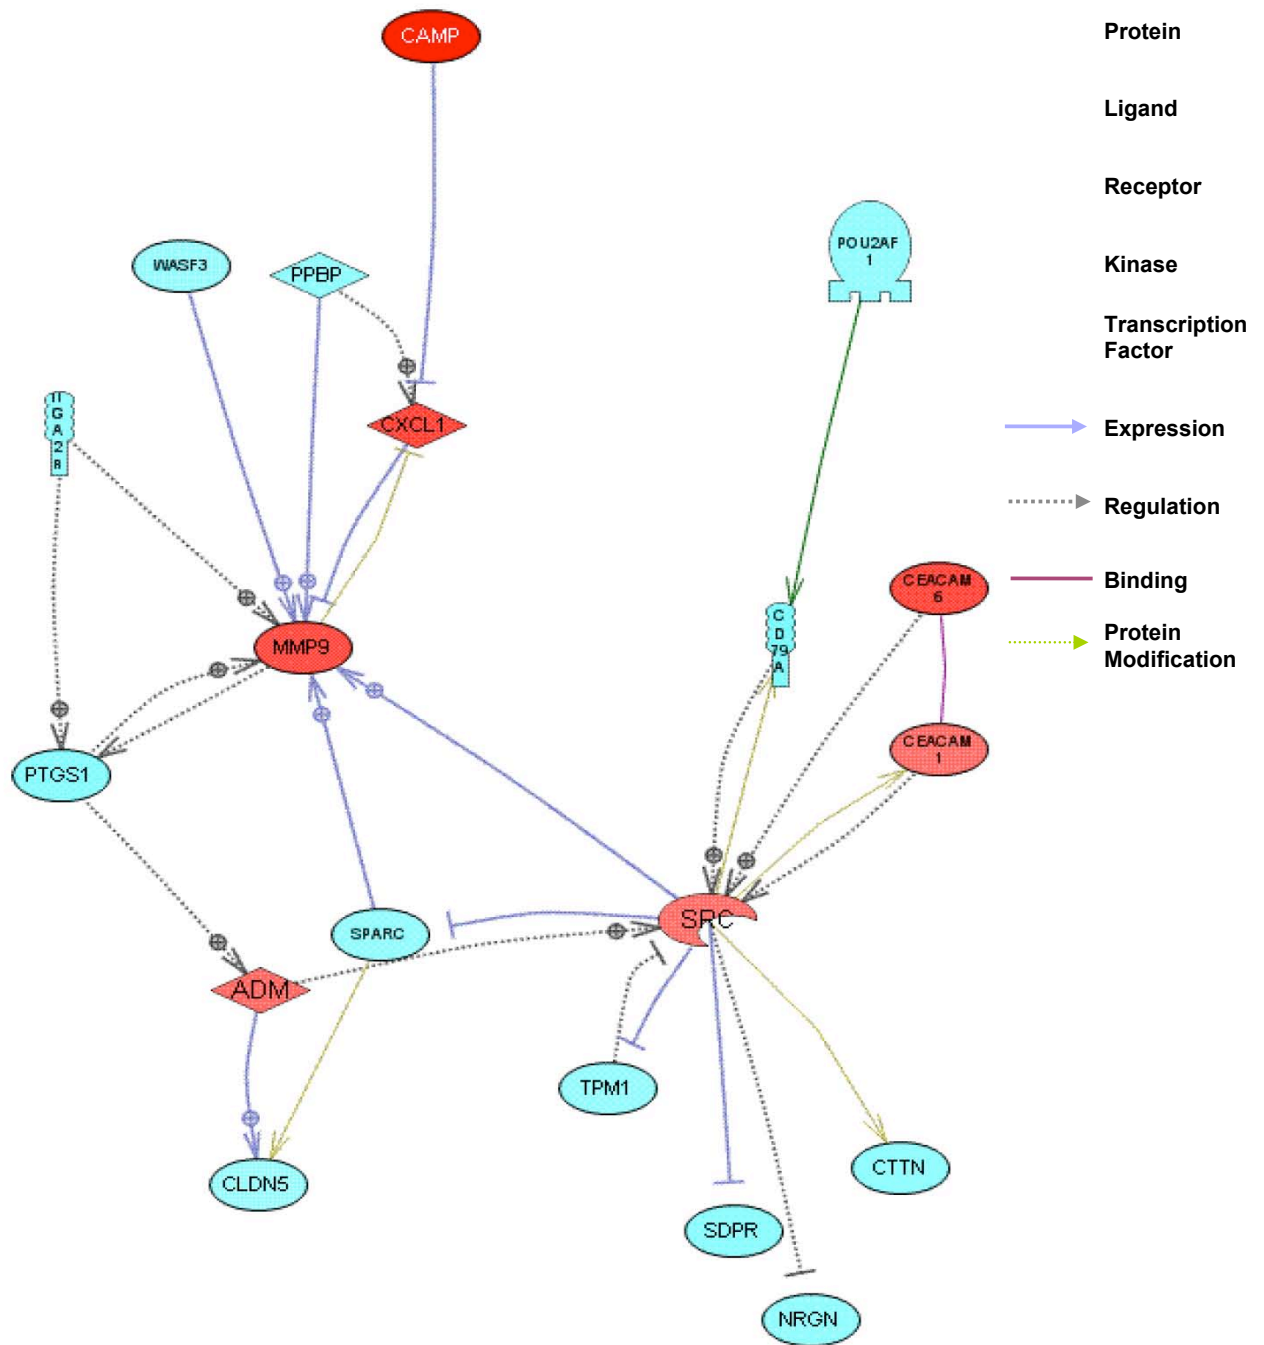 CAMP
Protein
Ligand
Receptor
POU2AF
1
WASF3
PPBP
Kinase
Transcription
Factor
CXCL1
Expression
Regulation
CEACAM
6
Binding
C
D
79
A
MMP9
Protein
Modification
CEACAM
1
PTGS1
SPARC
SRC
ADM
TPM1
CLDN5
CTTN
SDPR
NRGN